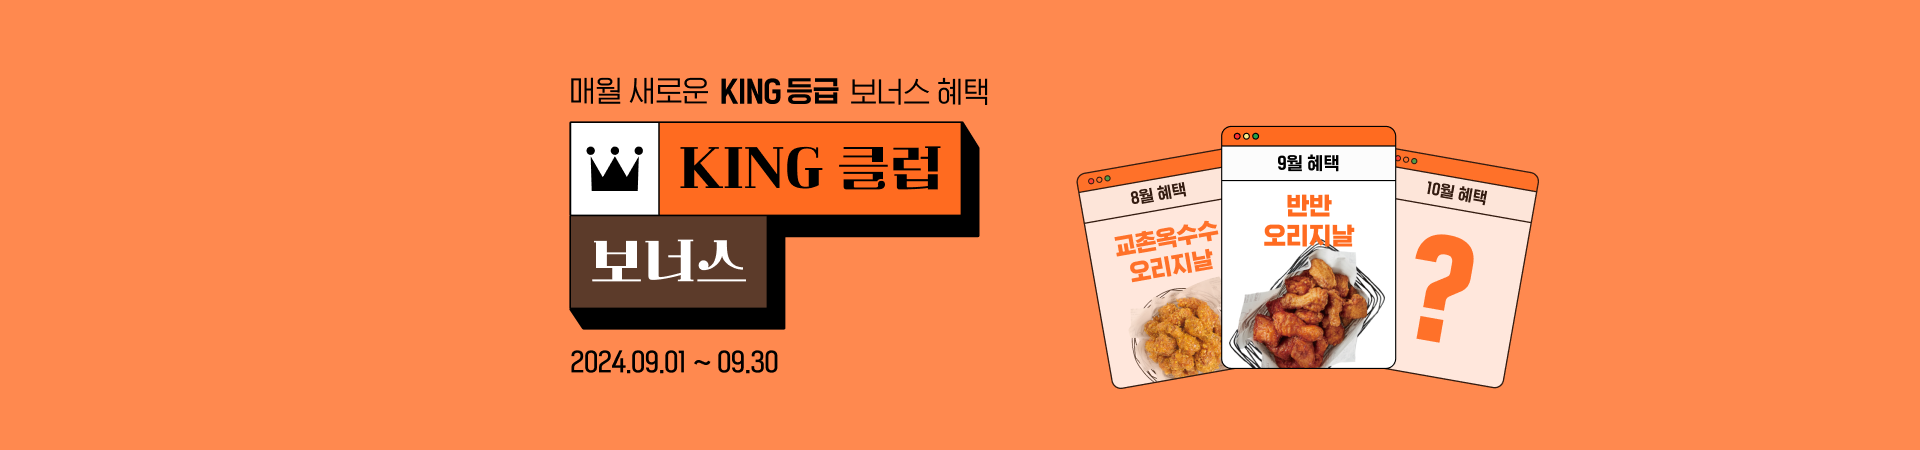 매월 새로운 KING 등급 보너스 혜택
KING 클럽
보너스
2024.09.01 ~ 09.30
8월 혜택
교촌옥수수
오리지날
9월 혜택
반반
오리지날
10월 혜택
?